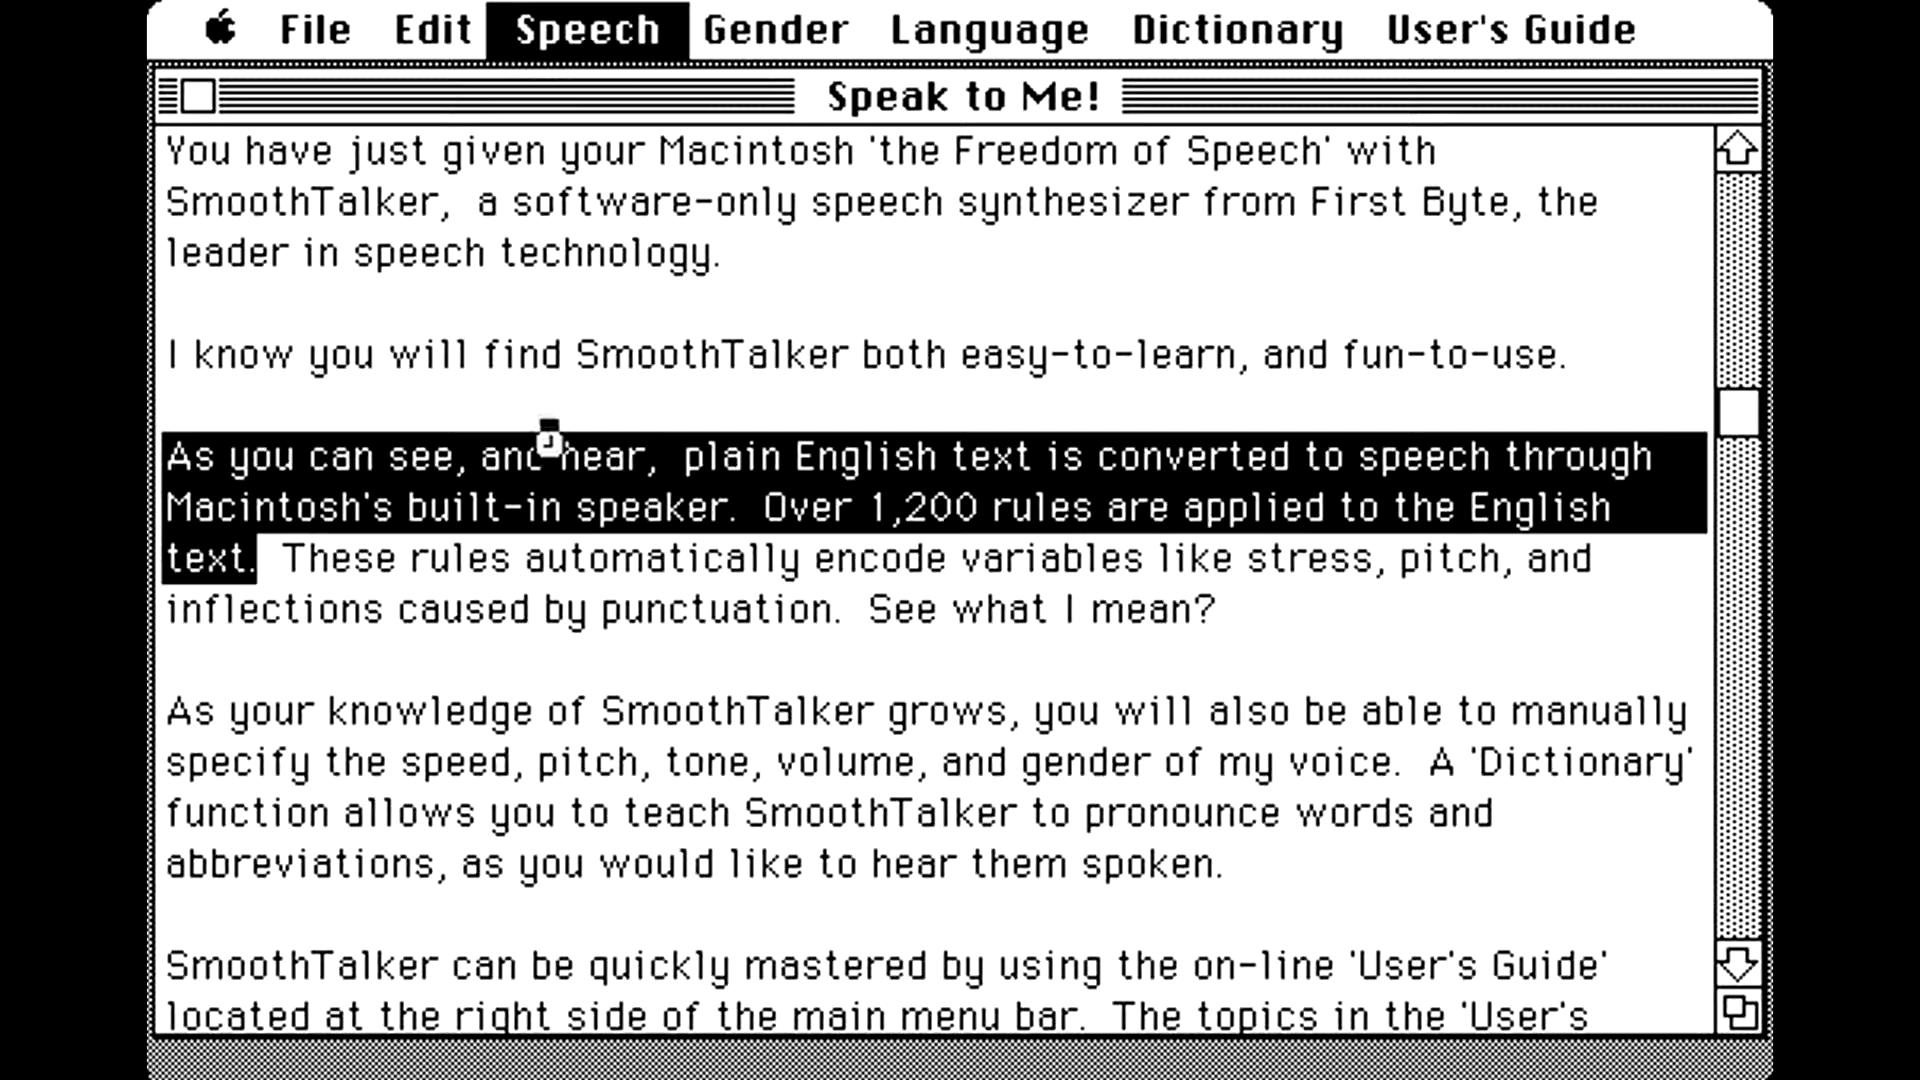 File Edit Speech Gender Language Dictionary User's Guide
Speak to Me!
You have just given your Macintosh 'the Freedom of Speech' with
SmoothTalker,  a software-only speech synthesizer from First Byte, the
leader in speech technology.
I know you will find SmoothTalker both easy-to-learn, and fun-to-use.
As you can see, and hear,  plain English text is converted to speech through
Macintosh's built-in speaker.  Over 1,200 rules are applied to the English
text.  These rules automatically encode variables like stress, pitch, and
inflections caused by punctuation.  See what I mean?
As your knowledge of SmoothTalker grows, you will also be able to manually
specify the speed, pitch, tone, volume, and gender of my voice.  A 'Dictionary'
function allows you to teach SmoothTalker to pronounce words and
abbreviations, as you would like to hear them spoken.
SmoothTalker can be quickly mastered by using the on-line 'User's Guide'
located at the right side of the main menu bar.  The topics in the 'User's